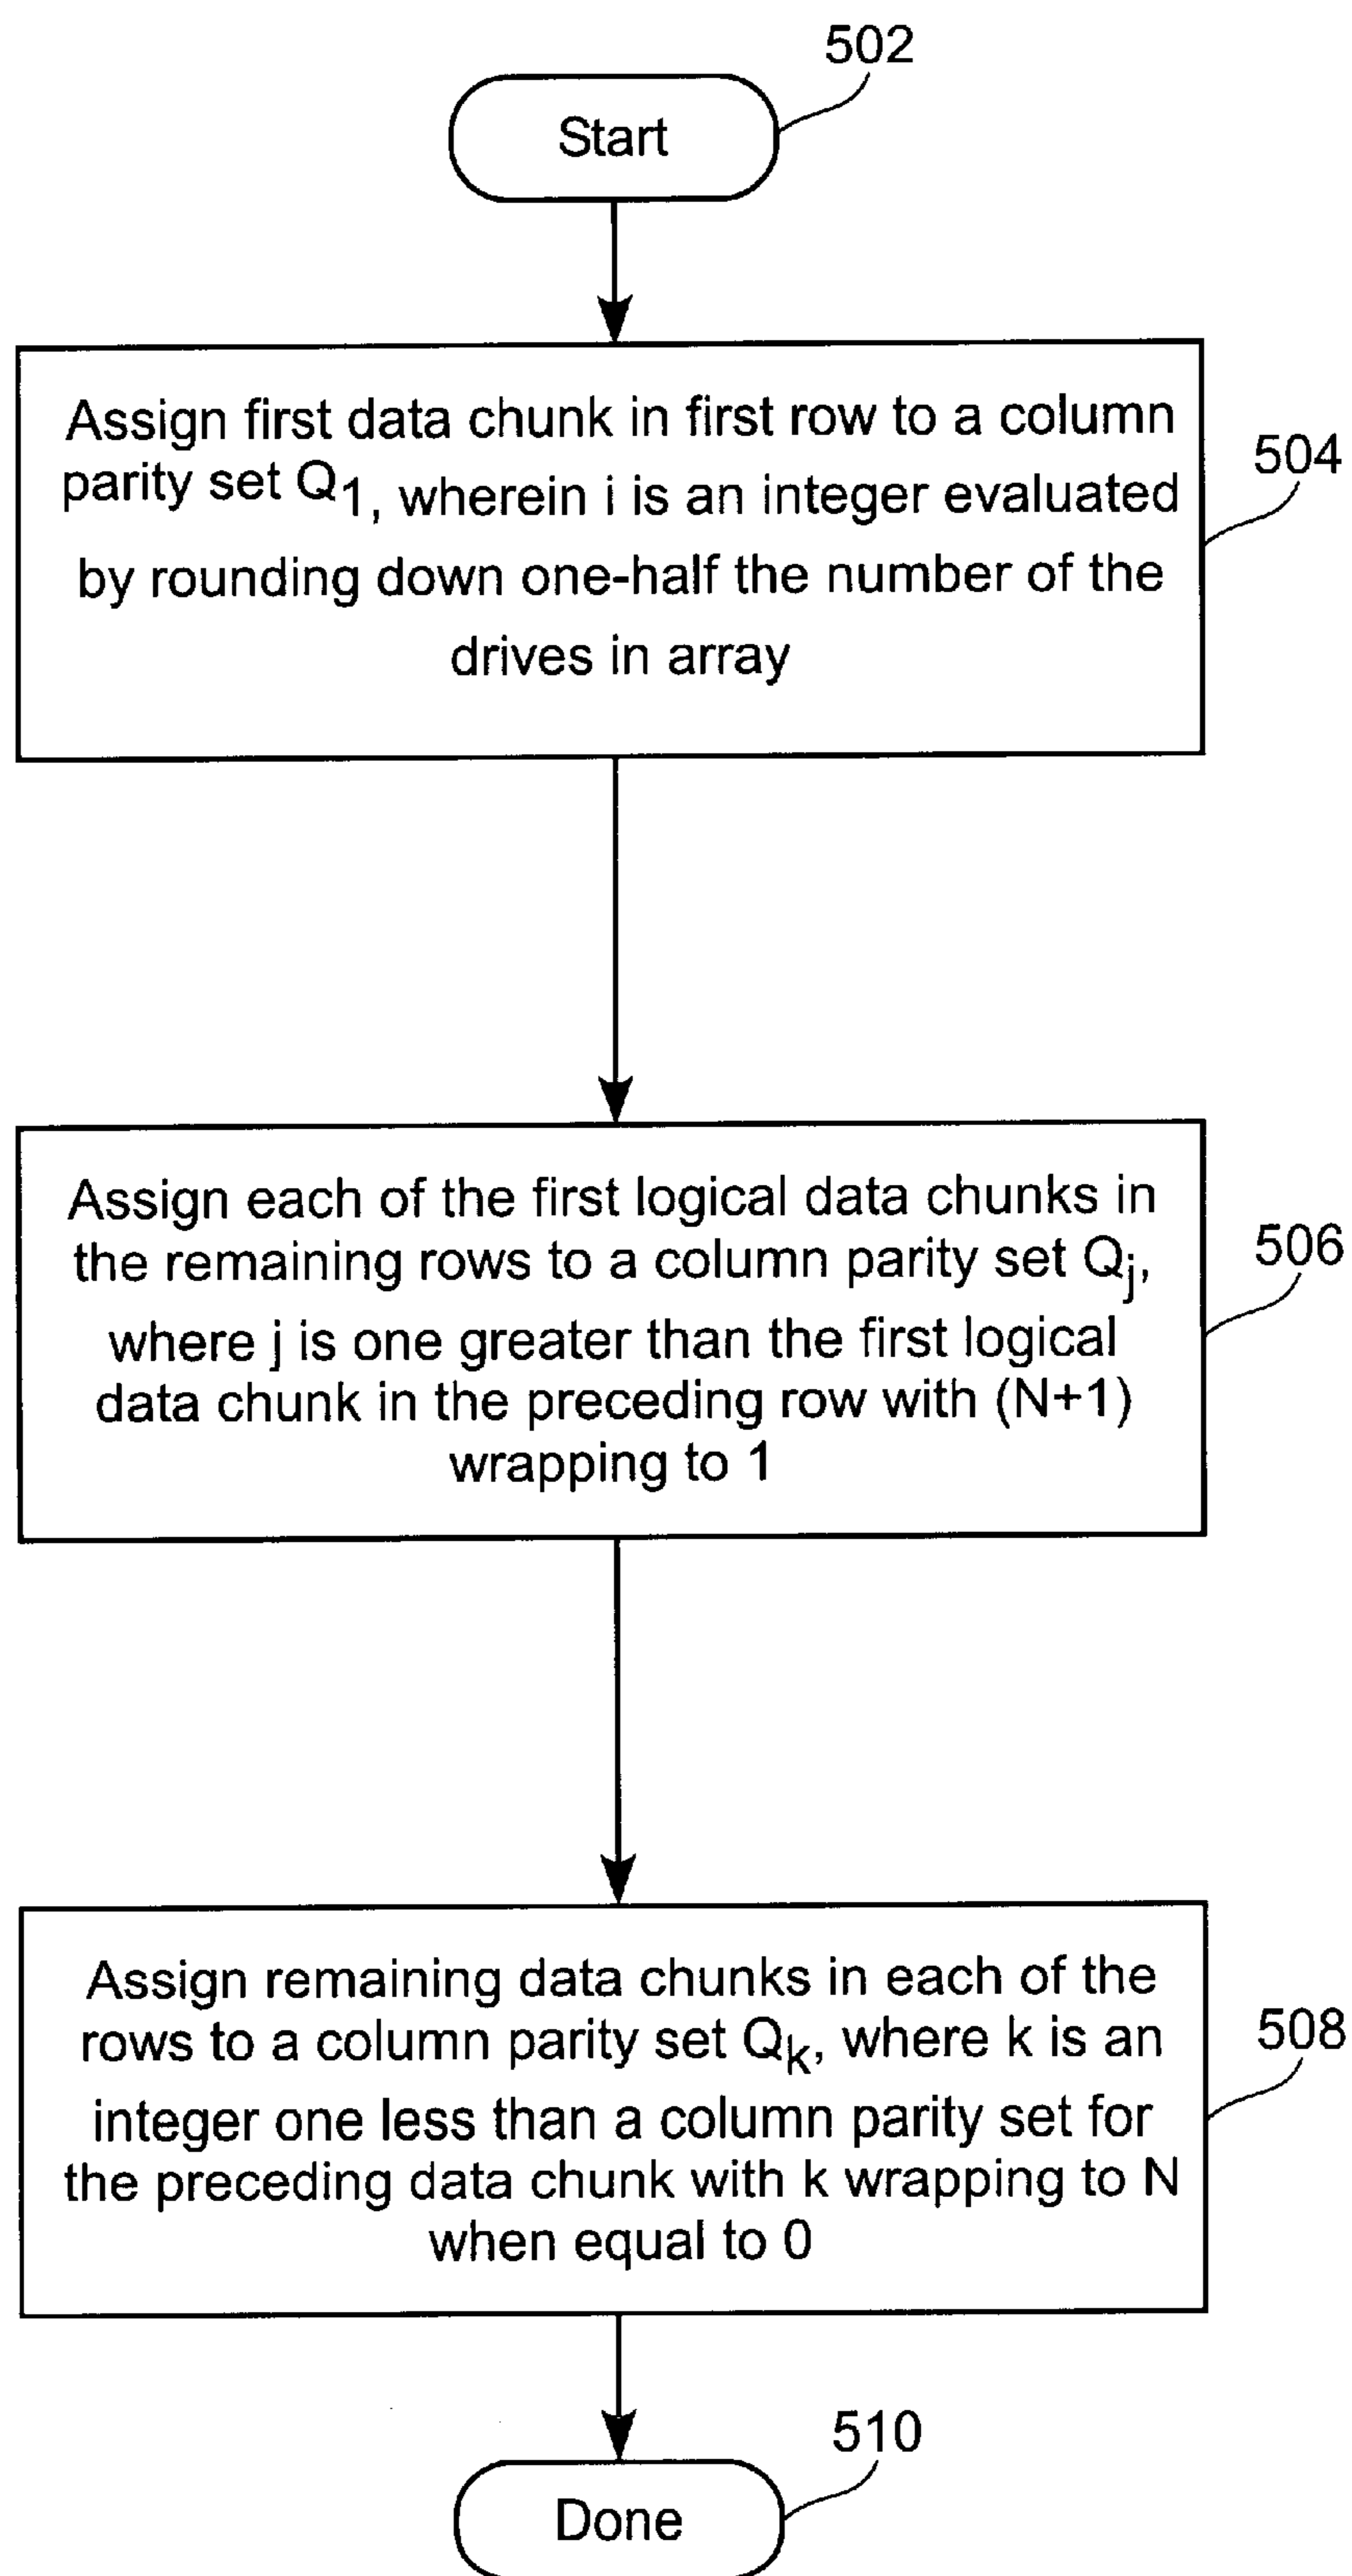 502
Start
Assign first data chunk in first row to a column
parity set Q1, wherein i is an integer evaluated
by rounding down one-half the number of the
drives in array
504
Assign each of the first logical data chunks in
the remaining rows to a column parity set Qj,
where j is one greater than the first logical
data chunk in the preceding row with (N+1)
wrapping to 1
506
Assign remaining data chunks in each of the
rows to a column parity set Qk, where k is an
integer one less than a column parity set for
the preceding data chunk with k wrapping to N
when equal to 0
508
510
Done